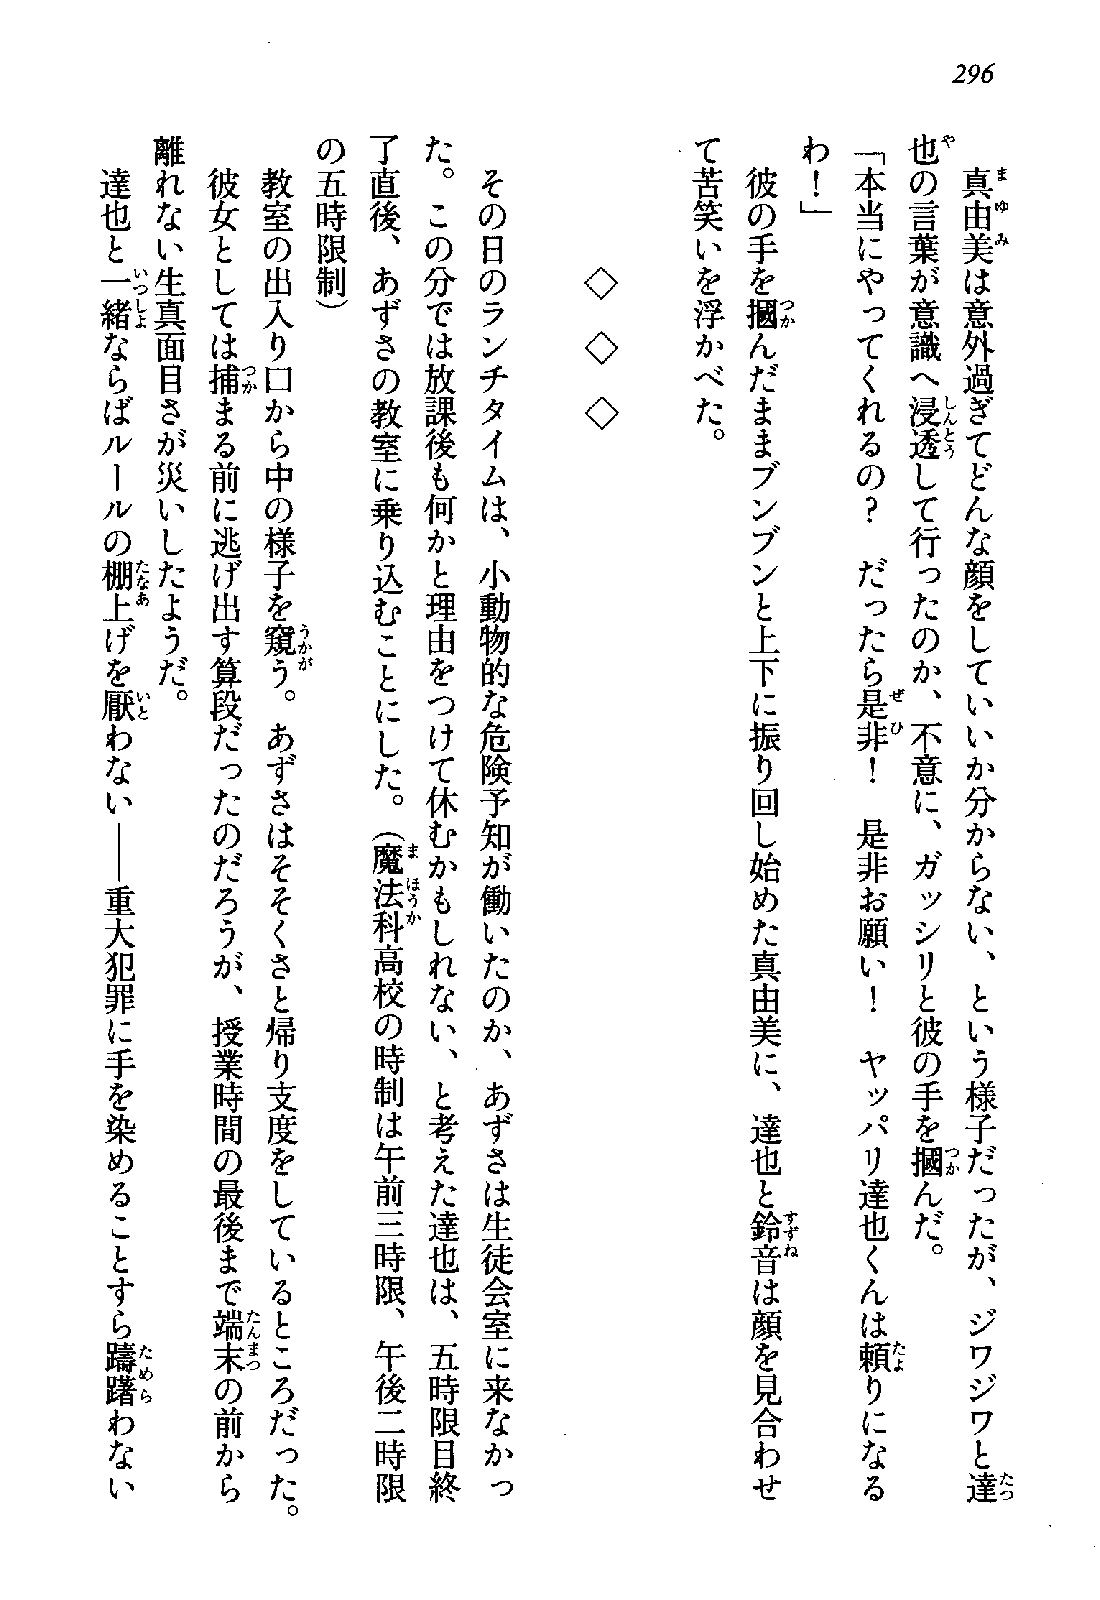 296
真由美は意外過ぎてどんな顔をしていいか分からない、という様子だったが、ジワジワと達
也の言葉が意識へ浸透して行ったのか、不意に、ガッシリと彼の手を摑んだ。
「本当にやってくれるの？　だったら是非！　是非お願い！　ヤッパリ達也くんは頼りになる
わ！」
彼の手を摑んだままブンブンと上下に振り回し始めた真由美に、達也と鈴音は顔を見合わせ
て苦笑いを浮かべた。
◇　◇　◇
その日のランチタイムは、小動物的な危険予知が働いたのか、あずさは生徒会室に来なかっ
た。この分では放課後も何かと理由をつけて休むかもしれない、と考えた達也は、五時限目終
了直後、あずさの教室に乗り込むことにした。（魔法科高校の時制は午前三時限、午後二時限
の五時限制）
教室の出入り口から中の様子を窺う。あずさはそそくさと帰り支度をしているところだった。
彼女としては捕まる前に逃げ出す算段だったのだろうが、授業時間の最後まで端末の前から
離れない生真面目さが災いしたようだ。
達也と一緒ならばルールの棚上げを厭わない――重大犯罪に手を染めることすら躊躇わない